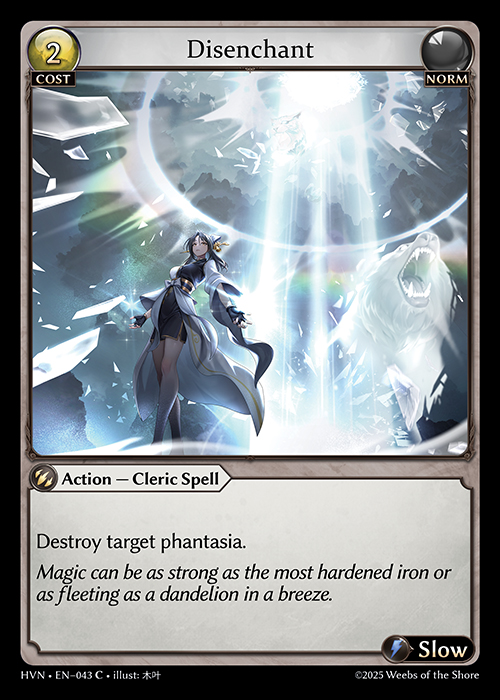 2
Disenchant
COST
NORM
Action — Cleric Spell
Destroy target phantasia.
Magic can be as strong as the most hardened iron or
as fleeting as a dandelion in a breeze.
Slow
HVN • EN–043 C • illust: 木叶
©2025 Weebs of the Shore